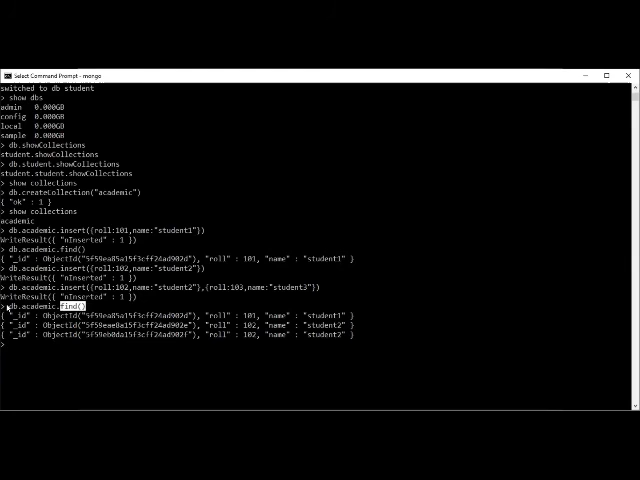 Select Command Prompt - mongo
switched to db student
> show dbs
admin   0.000GB
config  0.000GB
local   0.000GB
sample  0.000GB
> db.showCollections
student.showCollections
> db.student.showCollections
student.student.showCollections
> show collections
> db.createCollection("academic")
{ "ok" : 1 }
> show collections
academic
> db.academic.insert({roll:101,name:"student1"})
WriteResult({ "nInserted" : 1 })
> db.academic.find()
{ "_id" : ObjectId("5f59ea85a15f3cff24ad902d"), "roll" : 101, "name" : "student1" }
> db.academic.insert({roll:102,name:"student2"})
WriteResult({ "nInserted" : 1 })
> db.academic.insert({roll:102,name:"student2"},{roll:103,name:"student3"})
WriteResult({ "nInserted" : 1 })
> db.academic.find()
{ "_id" : ObjectId("5f59ea85a15f3cff24ad902d"), "roll" : 101, "name" : "student1" }
{ "_id" : ObjectId("5f59eae8a15f3cff24ad902e"), "roll" : 102, "name" : "student2" }
{ "_id" : ObjectId("5f59eb0da15f3cff24ad902f"), "roll" : 102, "name" : "student2" }
>